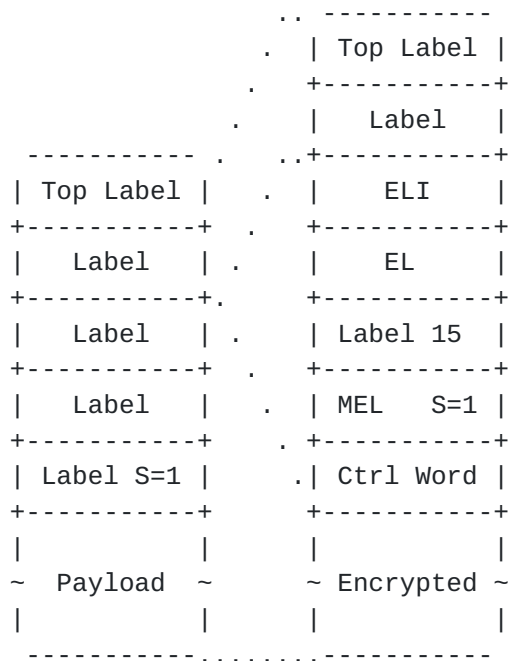 .. -----------
                     .  | Top Label |
                    .   +-----------+
                   .    |   Label   |
 ----------- .    ..+-----------+
| Top Label |    .  |    ELI    |
+-----------+  .    +-----------+
|   Label   | .     |    EL     |
+-----------+.      +-----------+
|   Label   | .     | Label 15  |
+-----------+  .    +-----------+
|   Label   |   .   | MEL   S=1 |
+-----------+    .  +-----------+
| Label S=1 |     .| Ctrl Word |
+-----------+       +-----------+
|           |       |           |
~  Payload  ~       ~ Encrypted ~
|           |       |           |
 -----------........-----------